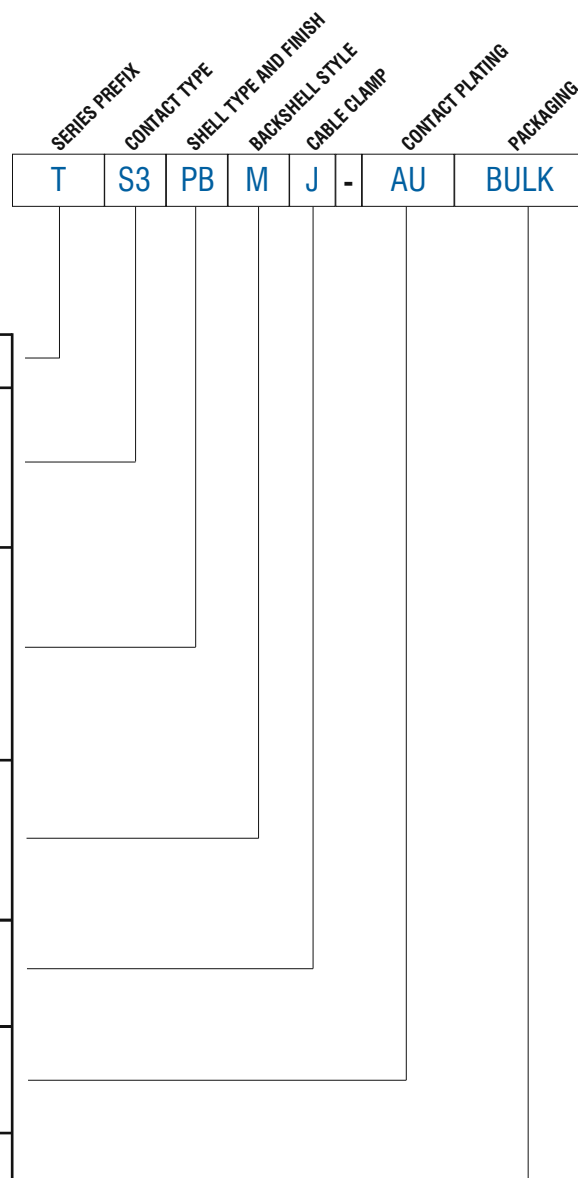 SERIES PREFIX
CONTACT TYPE
SHELL TYPE AND FINISH
BACKSHELL STYLE
CABLE CLAMP
CONTACT PLATING
PACKAGING
T S3 PB M J - AU BULK